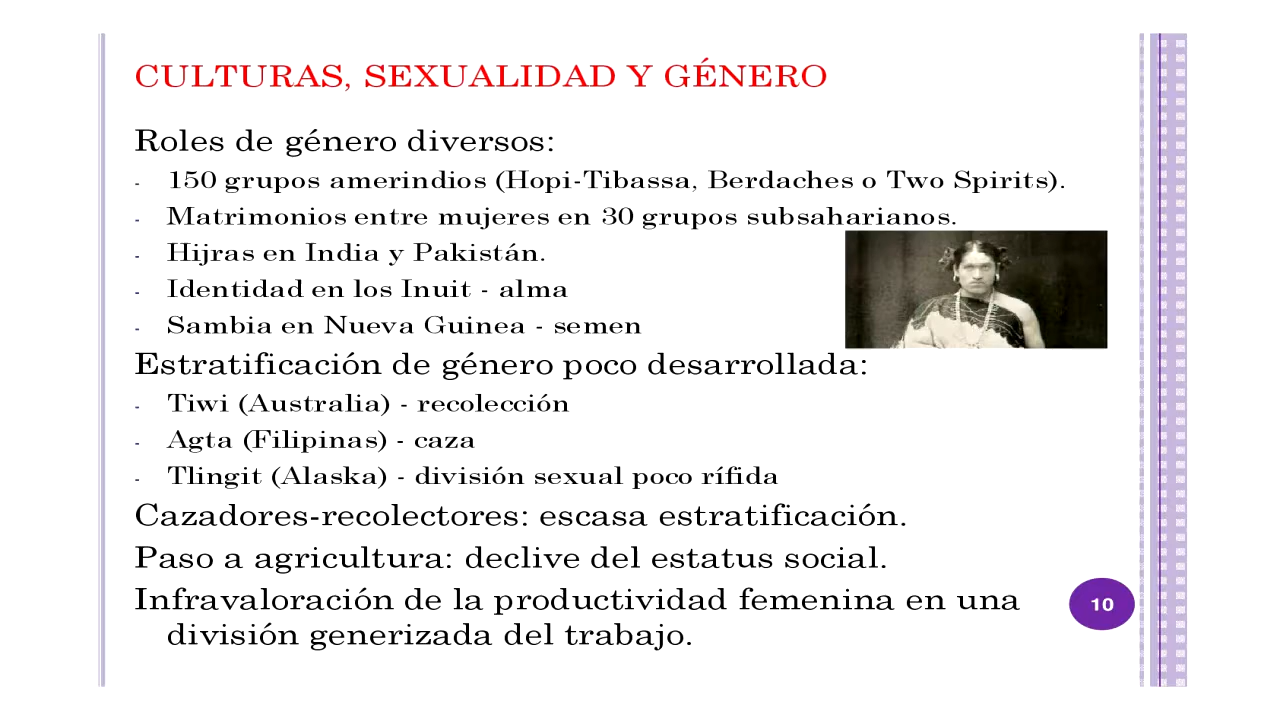 CULTURAS, SEXUALIDAD Y GÉNERO
Roles de género diversos:
- 150 grupos amerindios (Hopi-Tibassa, Berdaches o Two Spirits).
- Matrimonios entre mujeres en 30 grupos subsaharianos.
- Hijras en India y Pakistán.
- Identidad en los Inuit - alma
- Sambia en Nueva Guinea - semen
Estratificación de género poco desarrollada:
- Tiwi (Australia) - recolección
- Agta (Filipinas) - caza
- Tlingit (Alaska) - división sexual poco rífida
Cazadores-recolectores: escasa estratificación.
Paso a agricultura: declive del estatus social.
Infravaloración de la productividad femenina en una
división generizada del trabajo.
10